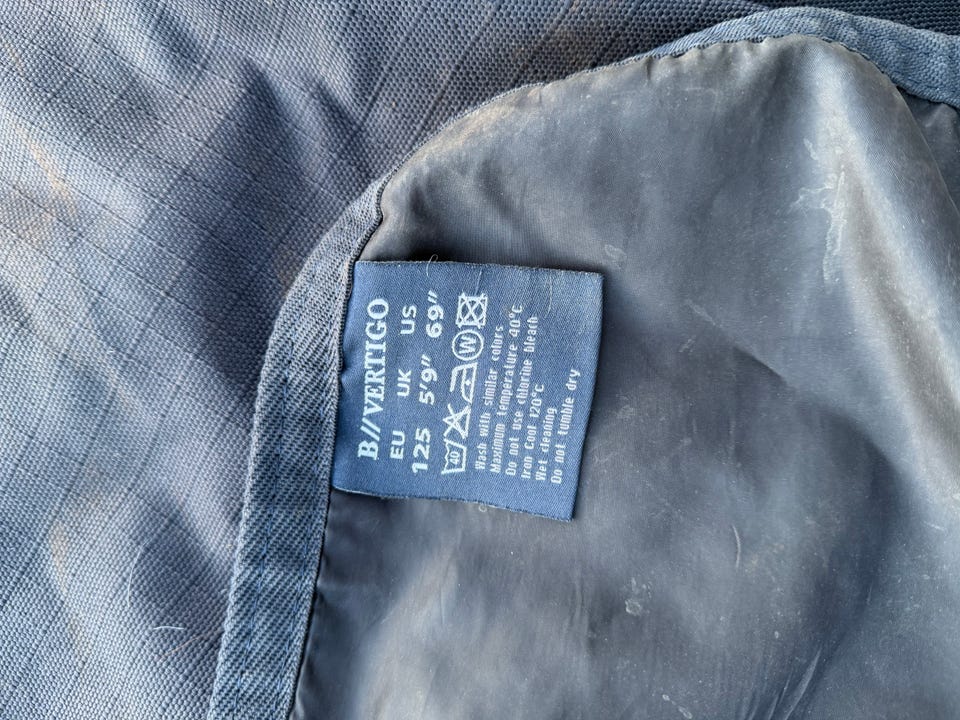 B//VERTIGO
EU UK US
125 5'9" 69"
40 W
Wash with similar colors
Maximum temperature 40°C
Do not use chlorine bleach
Iron Cool 120°C
Wet cleaning
Do not tumble dry